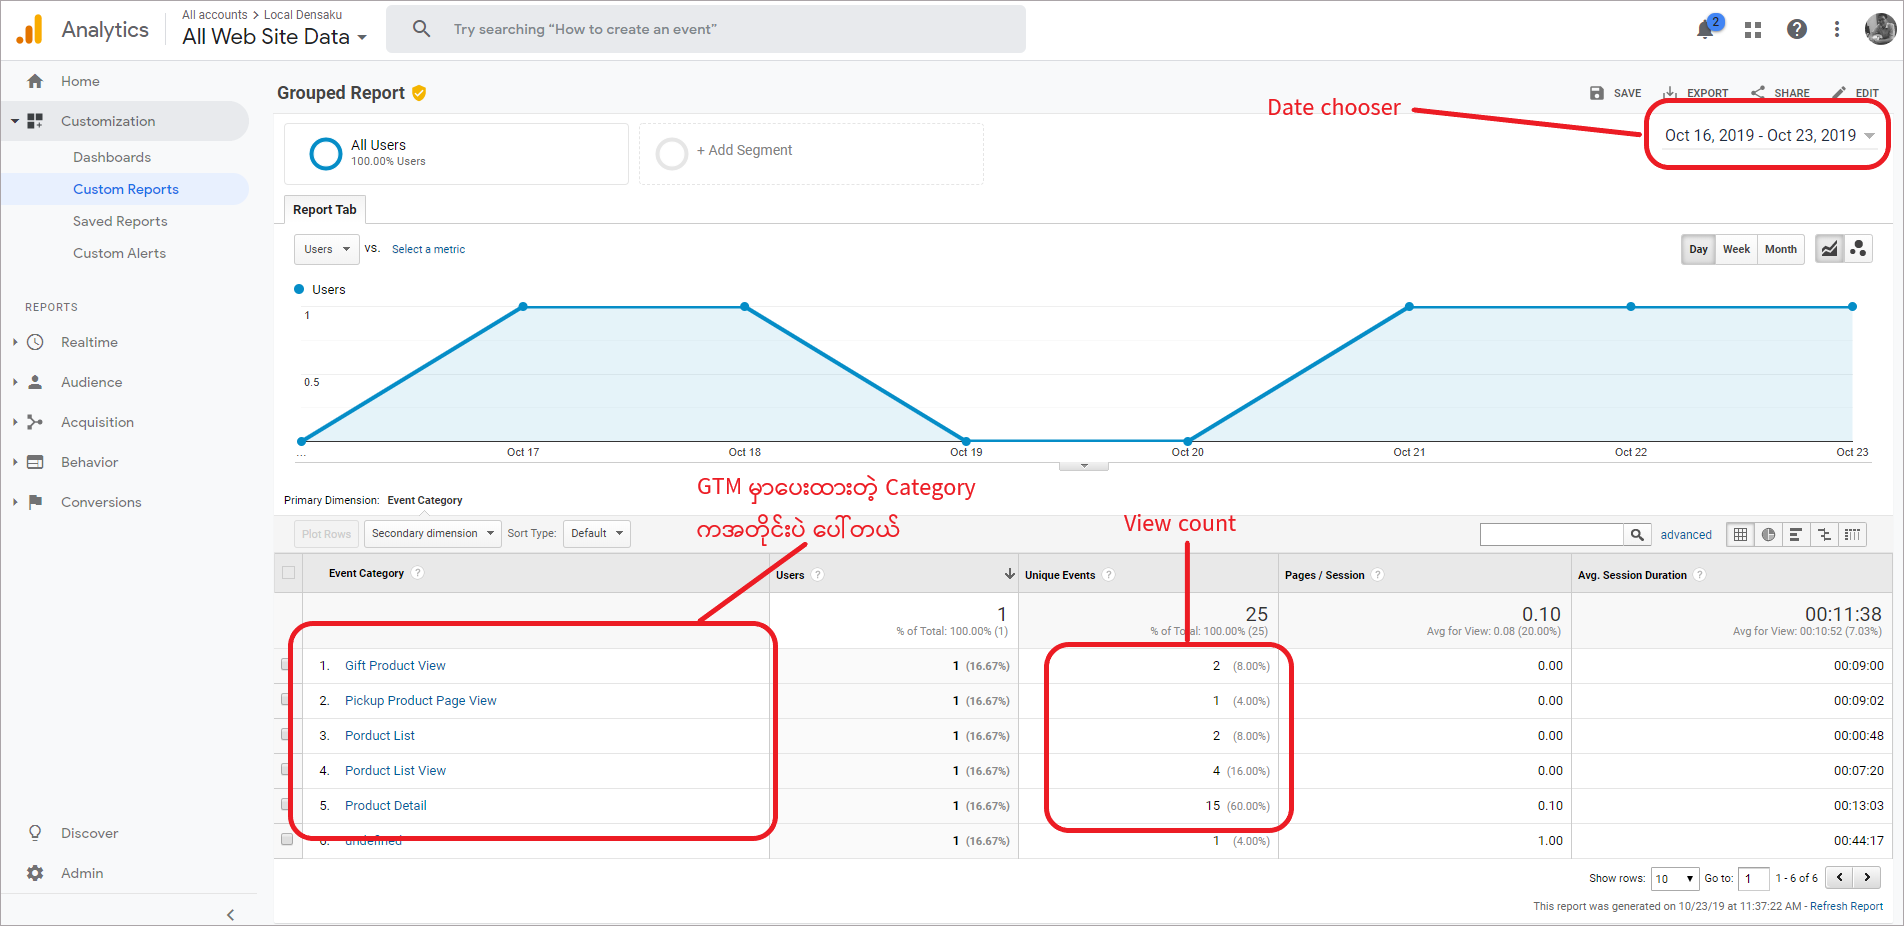 Analytics
All accounts > Local Densaku
All Web Site Data
Try searching “How to create an event”
2
Home
Customization
Dashboards
Custom Reports
Saved Reports
Custom Alerts
REPORTS
Realtime
Audience
Acquisition
Behavior
Conversions
Discover
Admin
Grouped Report
SAVE
EXPORT
SHARE
EDIT
Date chooser
Oct 16, 2019 - Oct 23, 2019
All Users
100.00% Users
+ Add Segment
Report Tab
Users
VS.
Select a metric
Day
Week
Month
Users
1
0.5
...
Oct 17
Oct 18
Oct 19
Oct 20
Oct 21
Oct 22
Oct 23
GTM မှာပေးထားတဲ့ Category
ကအတိုင်းပဲ ပေါ်တယ်
View count
Primary Dimension: Event Category
Plot Rows
Secondary dimension
Sort Type:
Default
advanced
Event Category ?
Users ?
Unique Events ?
Pages / Session ?
Avg. Session Duration ?
1
% of Total: 100.00% (1)
25
% of Total: 100.00% (25)
0.10
Avg for View: 0.08 (20.00%)
00:11:38
Avg for View: 00:10:52 (7.03%)
1. Gift Product View 1 (16.67%) 2 (8.00%) 0.00 00:09:00
2. Pickup Product Page View 1 (16.67%) 1 (4.00%) 0.00 00:09:02
3. Porduct List 1 (16.67%) 2 (8.00%) 0.00 00:00:48
4. Porduct List View 1 (16.67%) 4 (16.00%) 0.00 00:07:20
5. Product Detail 1 (16.67%) 15 (60.00%) 0.10 00:13:03
6. undefined 1 (16.67%) 1 (4.00%) 1.00 00:44:17
Show rows: 10 Go to: 1 1 - 6 of 6
This report was generated on 10/23/19 at 11:37:22 AM - Refresh Report